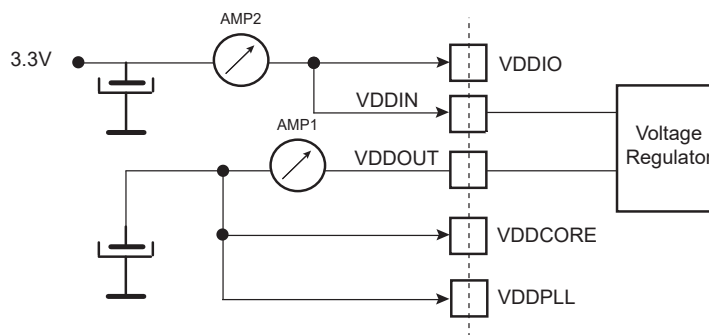 AMP2
3.3V
VDDIO
VDDIN
AMP1
VDDOUT
Voltage
Regulator
VDDCORE
VDDPLL